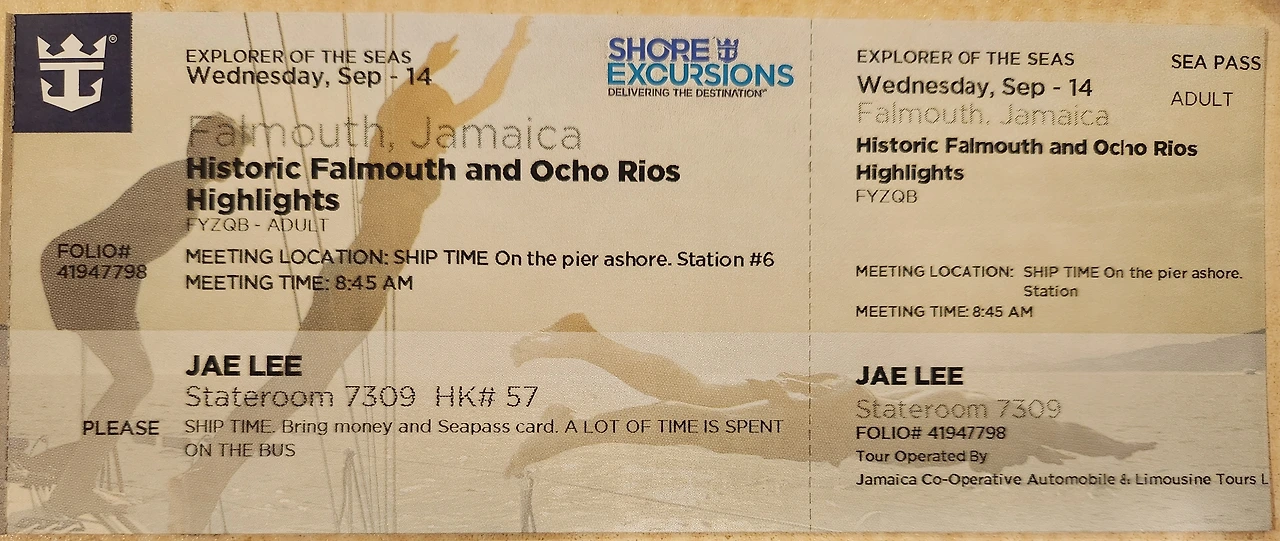 EXPLORER OF THE SEAS
Wednesday, Sep - 14
SHORE
EXCURSIONS
DELIVERING THE DESTINATION℠
Falmouth, Jamaica
Historic Falmouth and Ocho Rios
Highlights
FYZQB - ADULT
FOLIO#
41947798
MEETING LOCATION: SHIP TIME On the pier ashore. Station #6
MEETING TIME: 8:45 AM
JAE LEE
Stateroom 7309 HK# 57
PLEASE
SHIP TIME. Bring money and Seapass card. A LOT OF TIME IS SPENT
ON THE BUS
EXPLORER OF THE SEAS
SEA PASS
Wednesday, Sep - 14
ADULT
Falmouth, Jamaica
Historic Falmouth and Ocho Rios
Highlights
FYZQB
MEETING LOCATION: SHIP TIME On the pier ashore.
Station
MEETING TIME: 8:45 AM
JAE LEE
Stateroom 7309
FOLIO# 41947798
Tour Operated By
Jamaica Co-Operative Automobile & Limousine Tours L